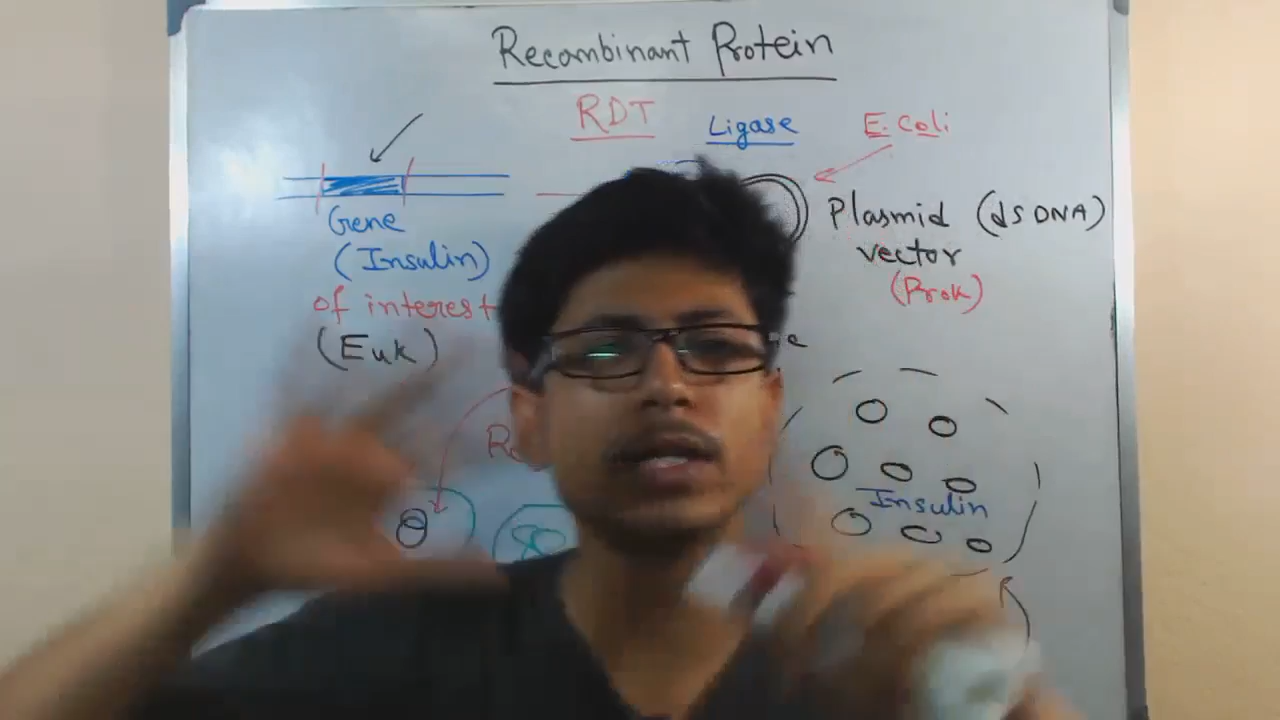 Recombinant Protein
RDT
Ligase
E. Coli
Gene
(Insulin)
of interest
(Euk)
Plasmid (ds DNA)
vector
(Prok)
Insulin